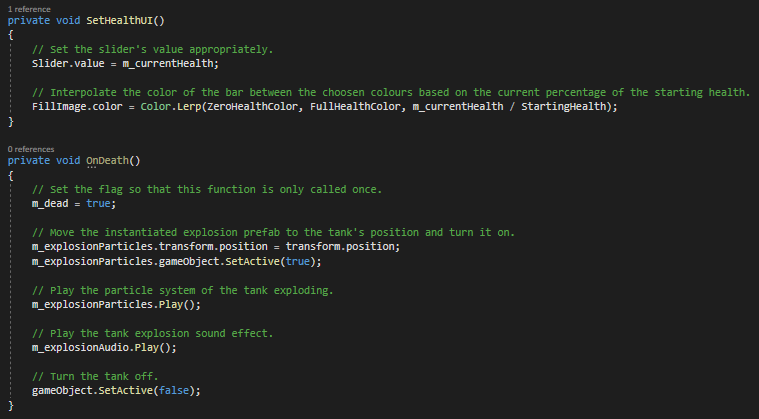 1 reference
private void SetHealthUI()
{
// Set the slider's value appropriately.
Slider.value = m_currentHealth;
// Interpolate the color of the bar between the choosen colours based on the current percentage of the starting health.
FillImage.color = Color.Lerp(ZeroHealthColor, FullHealthColor, m_currentHealth / StartingHealth);
}
0 references
private void OnDeath()
{
// Set the flag so that this function is only called once.
m_dead = true;
// Move the instantiated explosion prefab to the tank's position and turn it on.
m_explosionParticles.transform.position = transform.position;
m_explosionParticles.gameObject.SetActive(true);
// Play the particle system of the tank exploding.
m_explosionParticles.Play();
// Play the tank explosion sound effect.
m_explosionAudio.Play();
// Turn the tank off.
gameObject.SetActive(false);
}